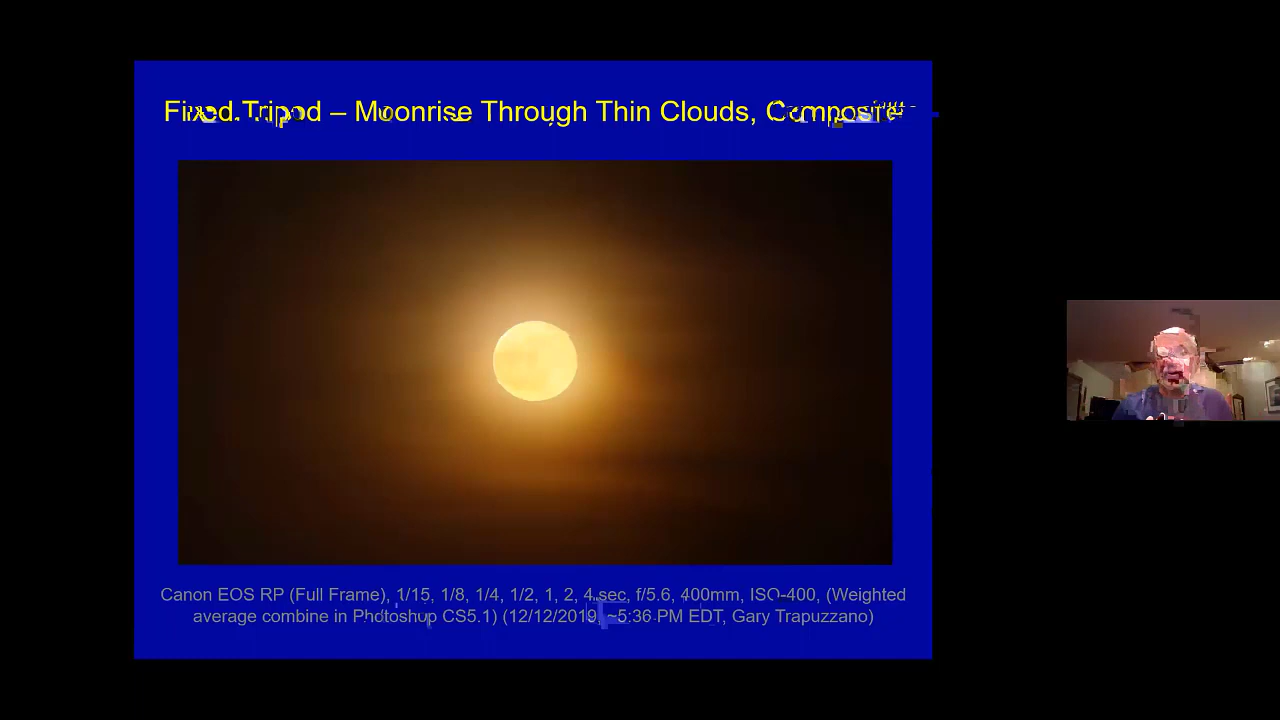 Fixed Tripod – Moonrise Through Thin Clouds, Composite
Canon EOS RP (Full Frame), 1/15, 1/8, 1/4, 1/2, 1, 2, 4 sec, f/5.6, 400mm, ISO-400, (Weighted
average combine in Photoshop CS5.1) (12/12/2019, ~5:36 PM EDT, Gary Trapuzzano)